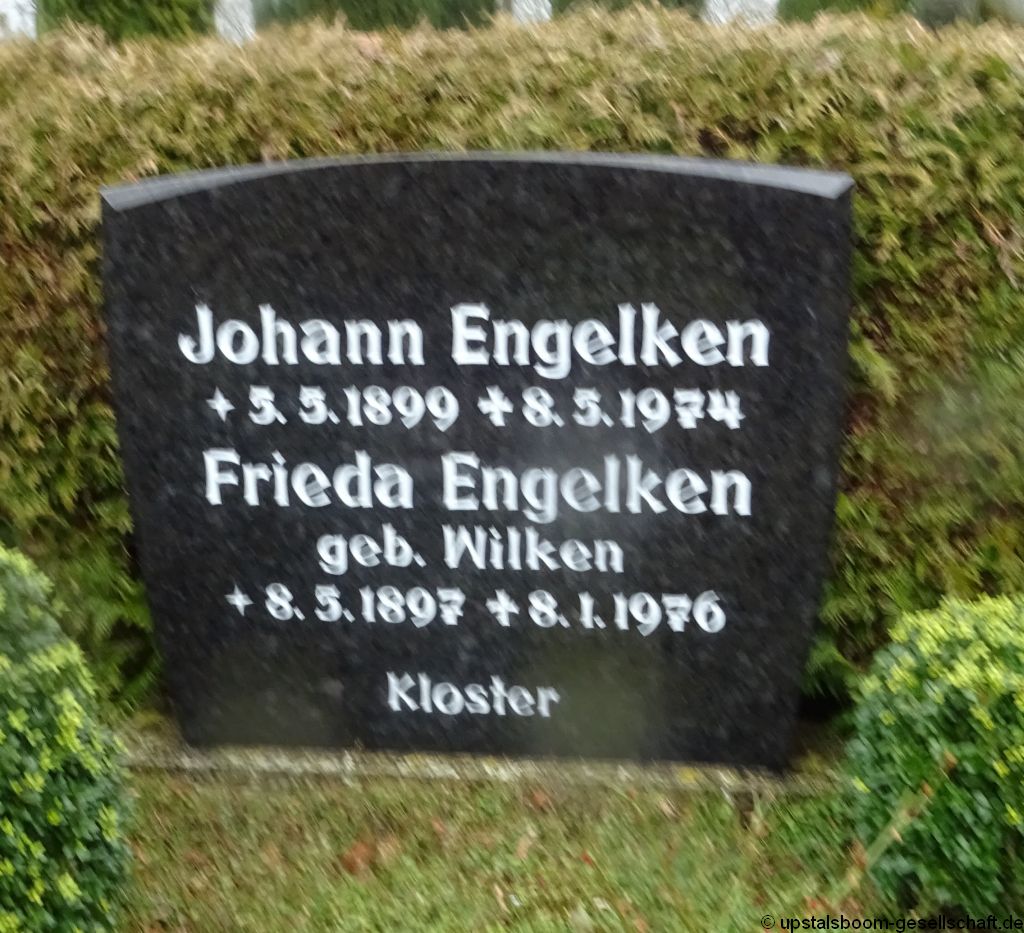 Johann Engelken
+ 5.5.1899 ✝ 8.5.1974
Frieda Engelken
geb. Wilken
+ 8.5.1897 ✝ 8.1.1976
Kloster
© upstalsboom-gesellschaft.de